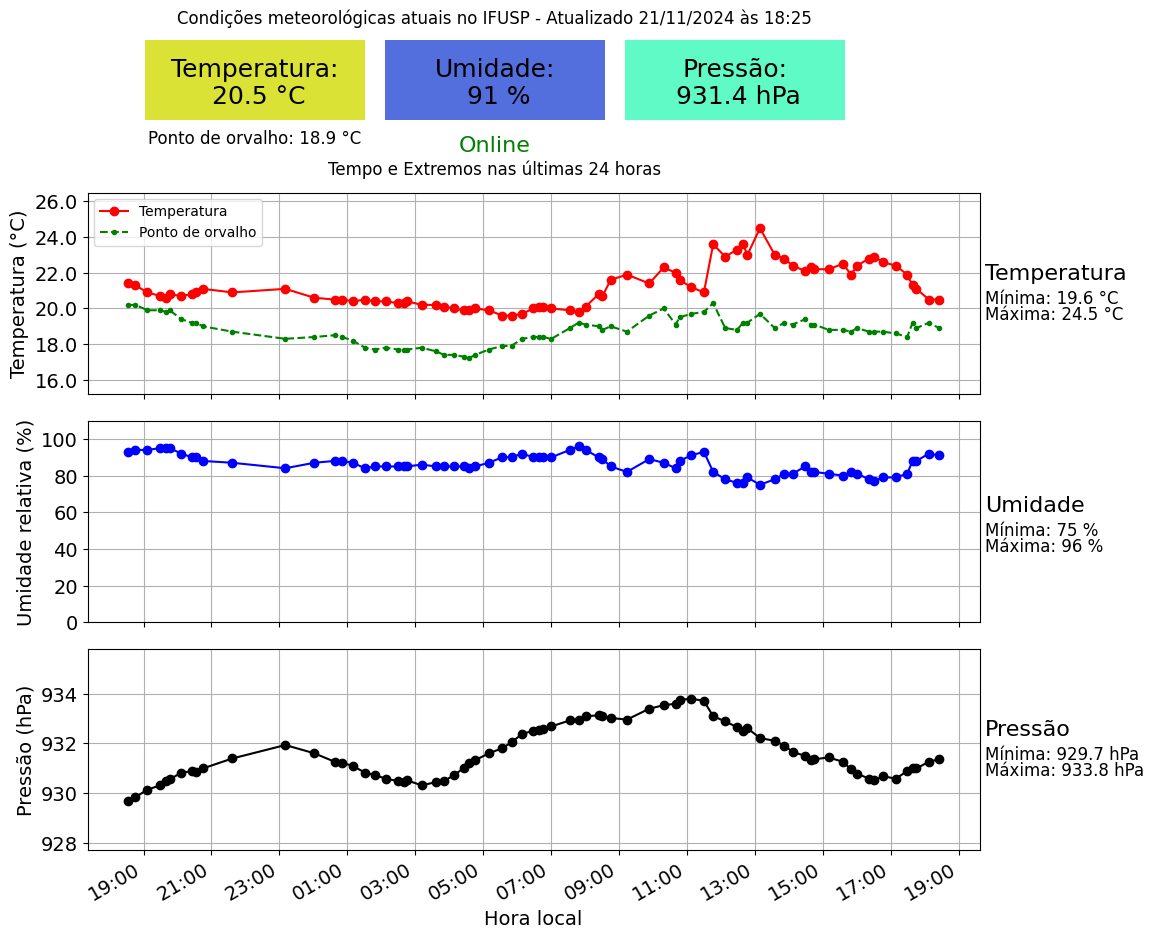 Condições meteorológicas atuais no IFUSP - Atualizado 21/11/2024 às 18:25
Temperatura:
20.5 °C
Umidade:
91 %
Pressão:
931.4 hPa
Ponto de orvalho: 18.9 °C
Online
Tempo e Extremos nas últimas 24 horas
Temperatura (°C)
26.0
24.0
22.0
20.0
18.0
16.0
Temperatura
Ponto de orvalho
Temperatura
Mínima: 19.6 °C
Máxima: 24.5 °C
Umidade relativa (%)
100
80
60
40
20
0
Umidade
Mínima: 75 %
Máxima: 96 %
Pressão (hPa)
934
932
930
928
Pressão
Mínima: 929.7 hPa
Máxima: 933.8 hPa
19:00 21:00 23:00 01:00 03:00 05:00 07:00 09:00 11:00 13:00 15:00 17:00 19:00
Hora local